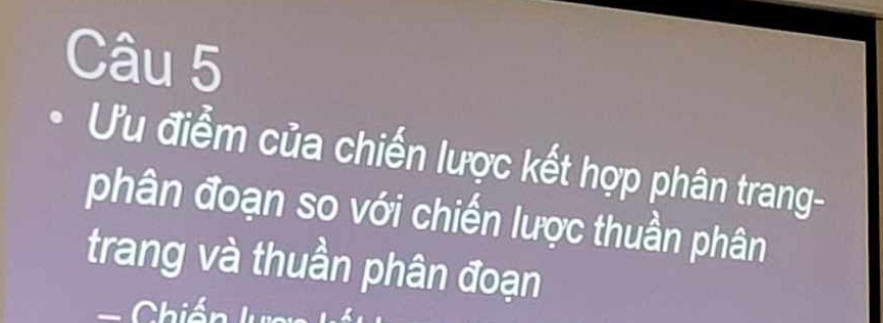 Câu 5
• Ưu điểm của chiến lược kết hợp phân trang-
phân đoạn so với chiến lược thuần phân
trang và thuần phân đoạn
– Chiến